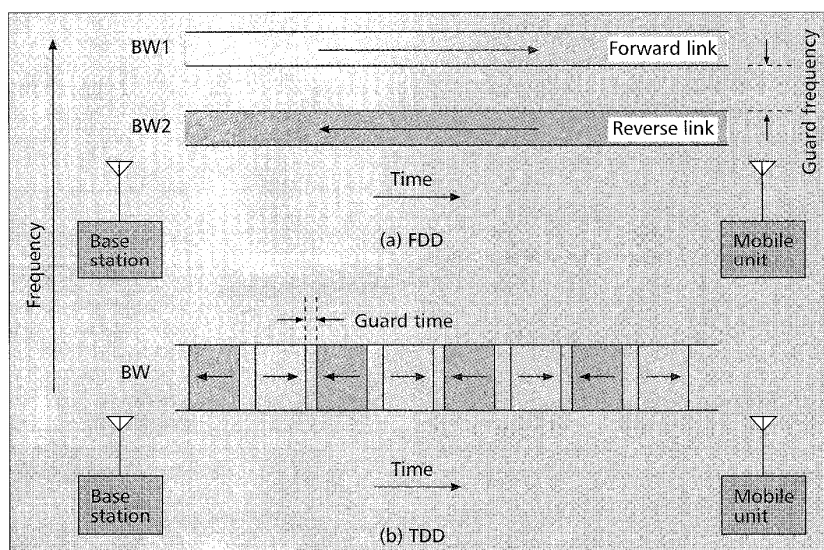 BW1
Forward link
BW2
Reverse link
Guard frequency
Time
Base
station
(a) FDD
Mobile
unit
Frequency
Guard time
BW
Time
Base
station
(b) TDD
Mobile
unit